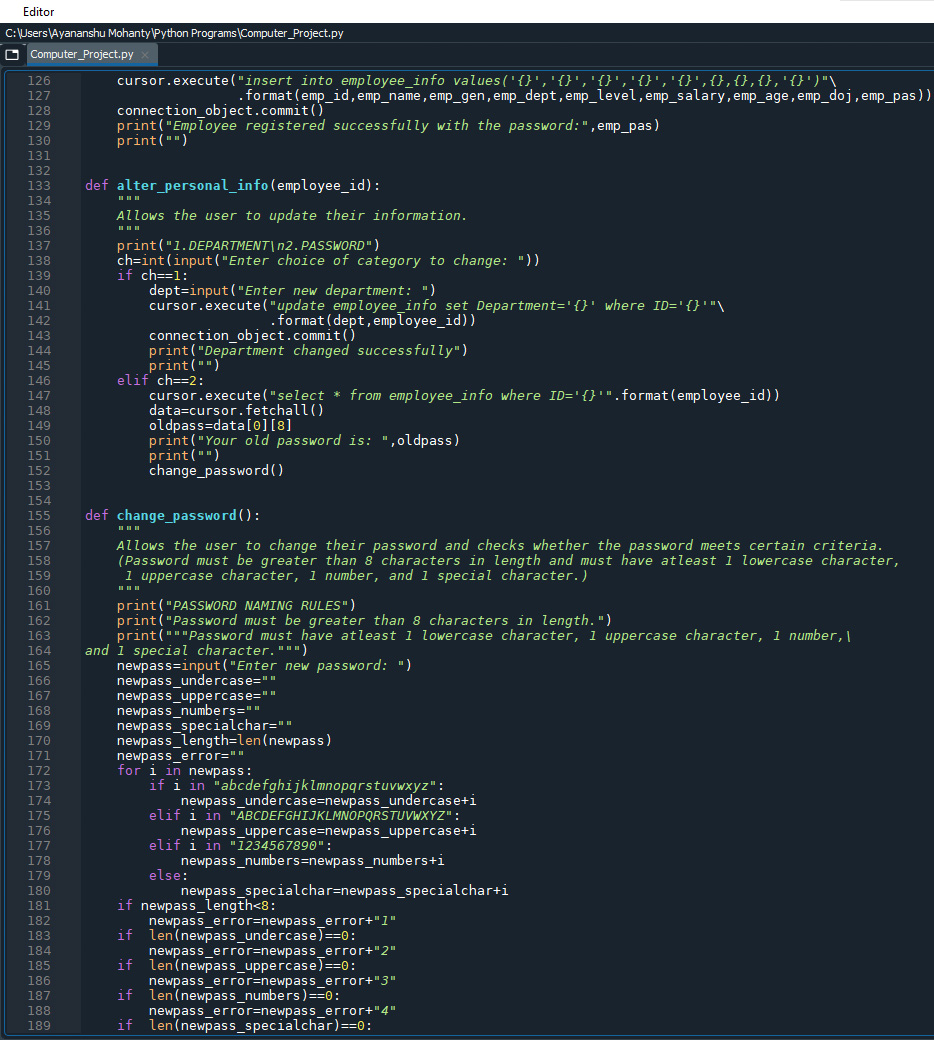 Editor
C:\Users\Ayananshu Mohanty\Python Programs\Computer_Project.py
Computer_Project.py ×
126     cursor.execute("insert into employee_info values('{}','{}','{}','{}','{}',{},{},{},'{}')"\
127                    .format(emp_id,emp_name,emp_gen,emp_dept,emp_level,emp_salary,emp_age,emp_doj,emp_pas))
128     connection_object.commit()
129     print("Employee registered successfully with the password:",emp_pas)
130     print("")
131
132
133 def alter_personal_info(employee_id):
134     """
135     Allows the user to update their information.
136     """
137     print("1.DEPARTMENT\n2.PASSWORD")
138     ch=int(input("Enter choice of category to change: "))
139     if ch==1:
140         dept=input("Enter new department: ")
141         cursor.execute("update employee_info set Department='{}' where ID='{}'"\
142                        .format(dept,employee_id))
143         connection_object.commit()
144         print("Department changed successfully")
145         print("")
146     elif ch==2:
147         cursor.execute("select * from employee_info where ID='{}'".format(employee_id))
148         data=cursor.fetchall()
149         oldpass=data[0][8]
150         print("Your old password is: ",oldpass)
151         print("")
152         change_password()
153
154
155 def change_password():
156     """
157     Allows the user to change their password and checks whether the password meets certain criteria.
158     (Password must be greater than 8 characters in length and must have atleast 1 lowercase character,
159      1 uppercase character, 1 number, and 1 special character.)
160     """
161     print("PASSWORD NAMING RULES")
162     print("Password must be greater than 8 characters in length.")
163     print("""Password must have atleast 1 lowercase character, 1 uppercase character, 1 number,\
164 and 1 special character.""")
165     newpass=input("Enter new password: ")
166     newpass_undercase=""
167     newpass_uppercase=""
168     newpass_numbers=""
169     newpass_specialchar=""
170     newpass_length=len(newpass)
171     newpass_error=""
172     for i in newpass:
173         if i in "abcdefghijklmnopqrstuvwxyz":
174             newpass_undercase=newpass_undercase+i
175         elif i in "ABCDEFGHIJKLMNOPQRSTUVWXYZ":
176             newpass_uppercase=newpass_uppercase+i
177         elif i in "1234567890":
178             newpass_numbers=newpass_numbers+i
179         else:
180             newpass_specialchar=newpass_specialchar+i
181     if newpass_length<8:
182         newpass_error=newpass_error+"1"
183     if  len(newpass_undercase)==0:
184         newpass_error=newpass_error+"2"
185     if  len(newpass_uppercase)==0:
186         newpass_error=newpass_error+"3"
187     if  len(newpass_numbers)==0:
188         newpass_error=newpass_error+"4"
189     if  len(newpass_specialchar)==0: